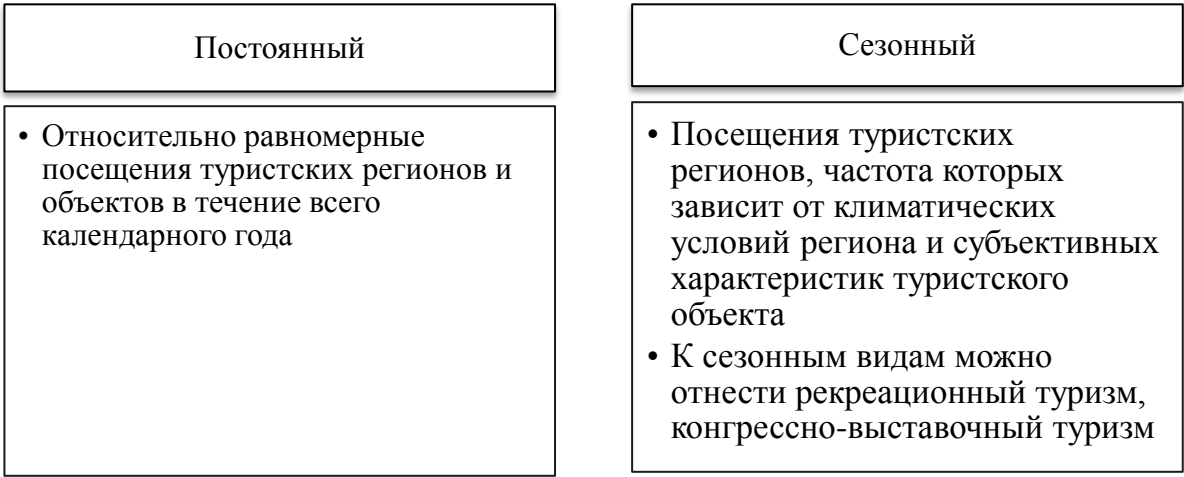 Постоянный
• Относительно равномерные
посещения туристских регионов и
объектов в течение всего
календарного года
Сезонный
• Посещения туристских
регионов, частота которых
зависит от климатических
условий региона и субъективных
характеристик туристского
объекта
• К сезонным видам можно
отнести рекреационный туризм,
конгрессно-выставочный туризм